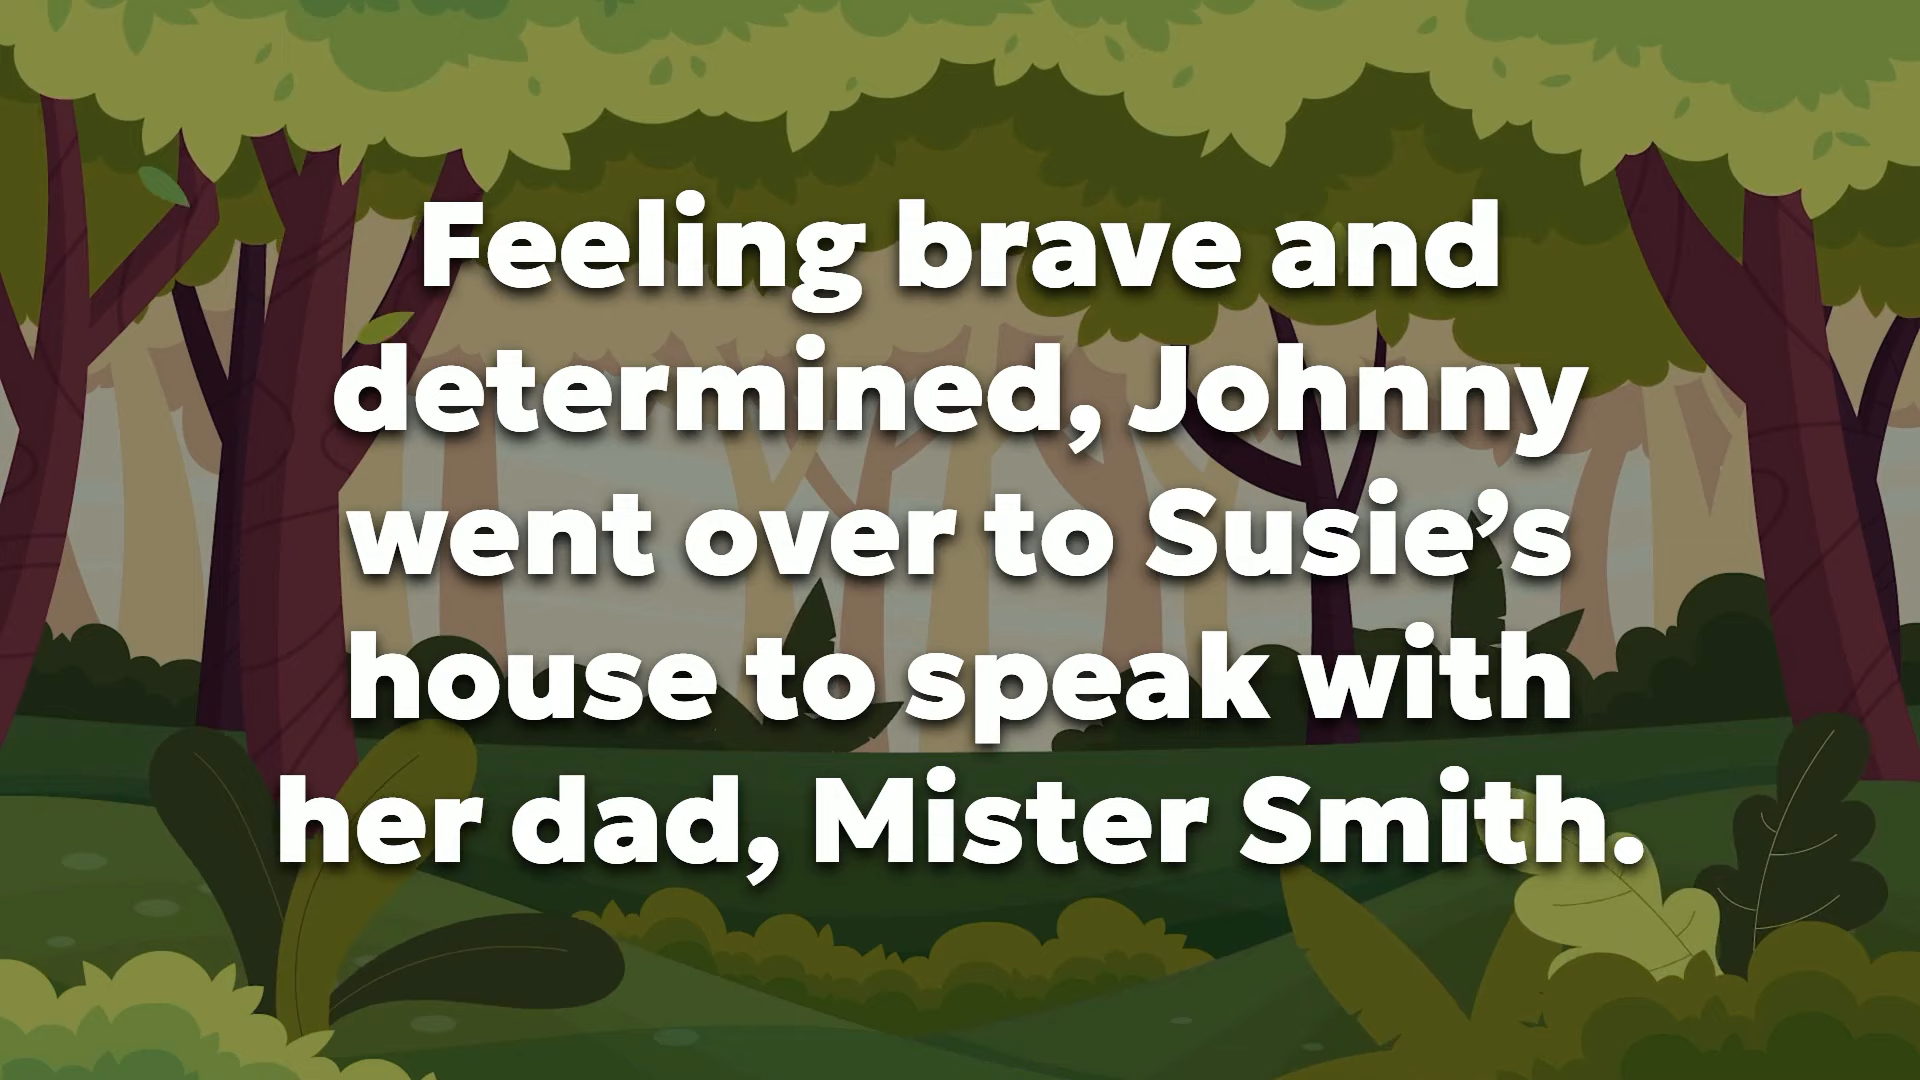 Feeling brave and
determined, Johnny
went over to Susie’s
house to speak with
her dad, Mister Smith.